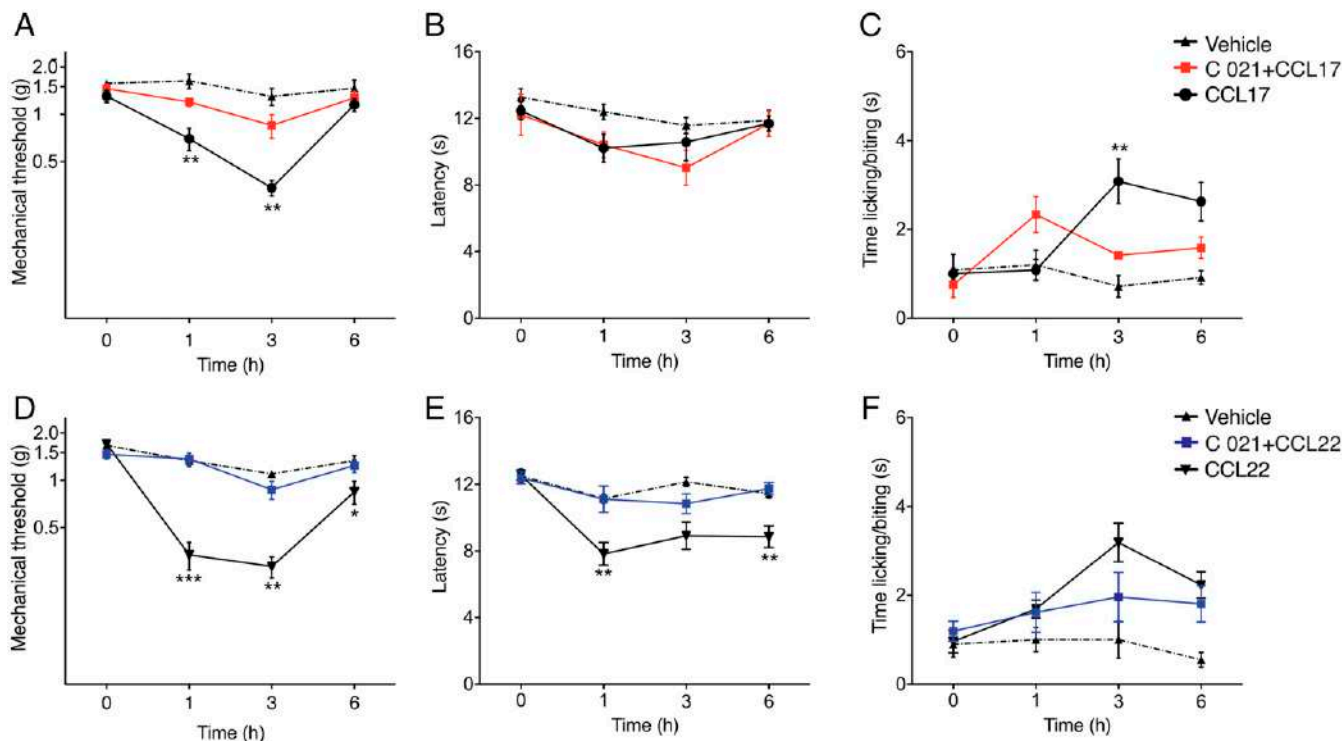 A
Mechanical threshold (g)
2.0
1.5
1
0.5
**
**
0
1
3
6
Time (h)
B
Latency (s)
16
12
8
4
0
0
1
3
6
Time (h)
C
Time licking/biting (s)
6
4
2
0
**
0
1
3
6
Time (h)
Vehicle
C 021+CCL17
CCL17
D
Mechanical threshold (g)
2.0
1.5
1
0.5
***
**
*
0
1
3
6
Time (h)
E
Latency (s)
16
12
8
4
0
**
**
0
1
3
6
Time (h)
F
Time licking/biting (s)
6
4
2
0
0
1
3
6
Time (h)
Vehicle
C 021+CCL22
CCL22